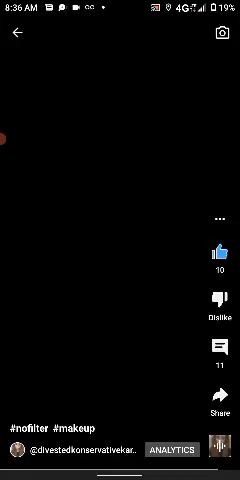 8:36 AM 4G 19%
10
Dislike
11
Share
#nofilter #makeup
@divestedkonservativekar.. ANALYTICS